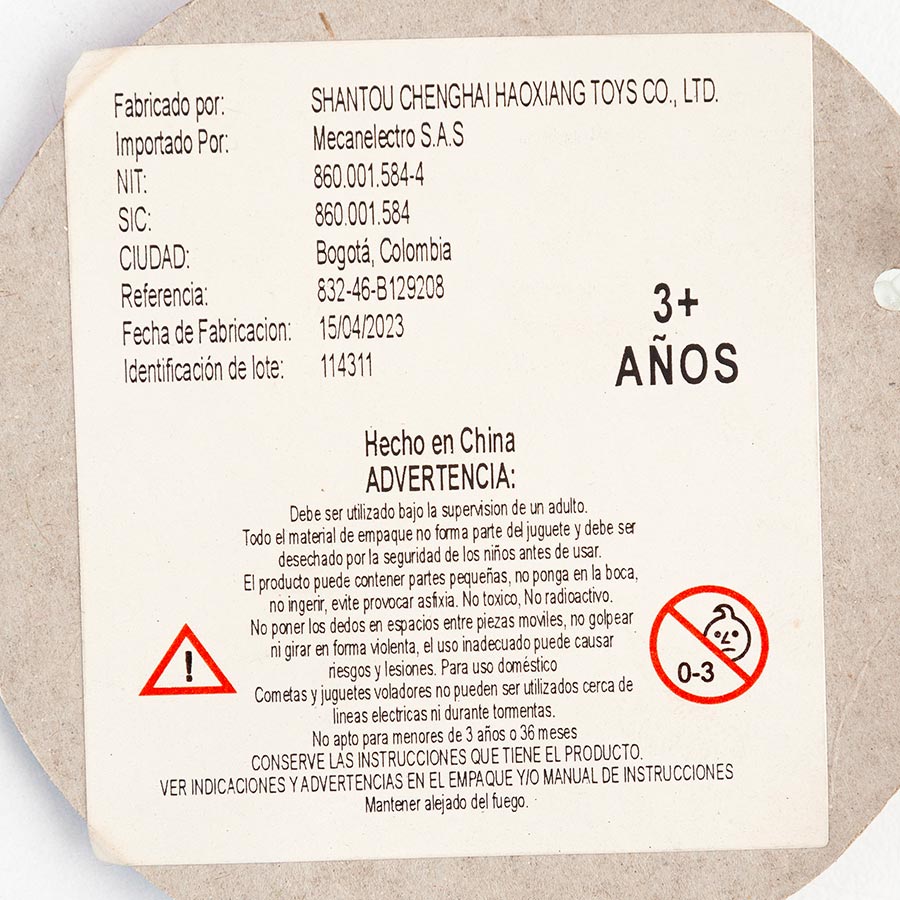 Fabricado por: SHANTOU CHENGHAI HAOXIANG TOYS CO., LTD.
Importado Por: Mecanelectro S.A.S
NIT: 860.001.584-4
SIC: 860.001.584
CIUDAD: Bogotá, Colombia
Referencia: 832-46-B129208
Fecha de Fabricacion: 15/04/2023
Identificación de lote: 114311
3+
AÑOS
Hecho en China
ADVERTENCIA:
Debe ser utilizado bajo la supervision de un adulto.
Todo el material de empaque no forma parte del juguete y debe ser
desechado por la seguridad de los niños antes de usar.
El producto puede contener partes pequeñas, no ponga en la boca,
no ingerir, evite provocar asfixia. No toxico, No radioactivo.
No poner los dedos en espacios entre piezas moviles, no golpear
ni girar en forma violenta, el uso inadecuado puede causar
riesgos y lesiones. Para uso doméstico
Cometas y juguetes voladores no pueden ser utilizados cerca de
lineas electricas ni durante tormentas.
No apto para menores de 3 años o 36 meses
CONSERVE LAS INSTRUCCIONES QUE TIENE EL PRODUCTO.
VER INDICACIONES Y ADVERTENCIAS EN EL EMPAQUE Y/O MANUAL DE INSTRUCCIONES
Mantener alejado del fuego.
!
0-3